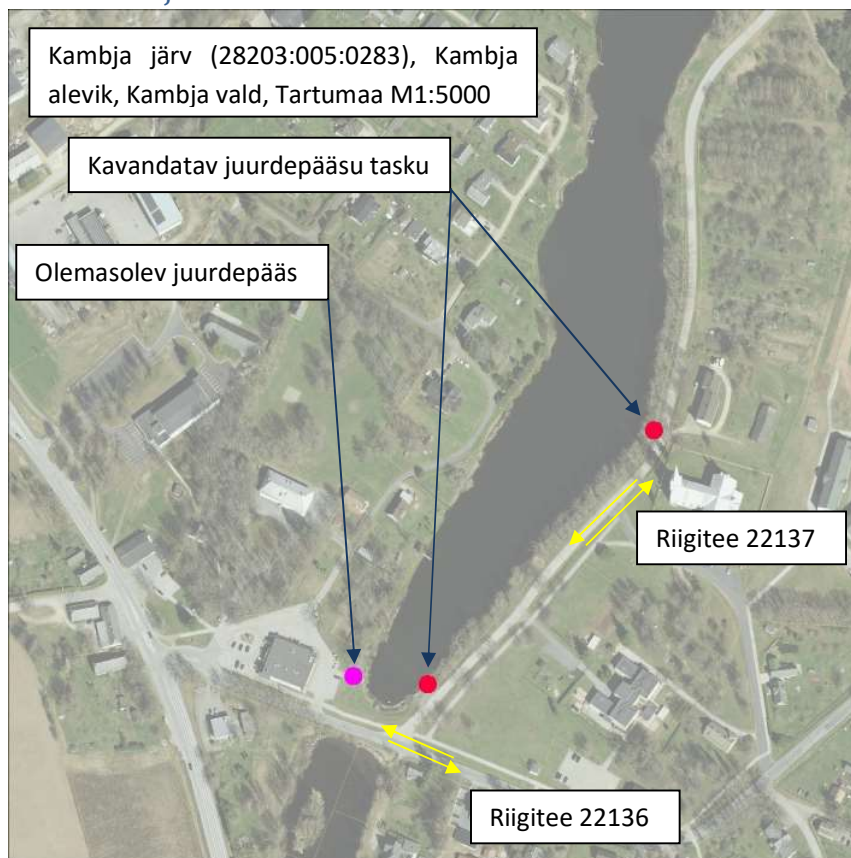 Kambja järv (28203:005:0283), Kambja
alevik, Kambja vald, Tartumaa M1:5000
Kavandatav juurdepääsu tasku
Olemasolev juurdepääs
Riigitee 22137
Riigitee 22136